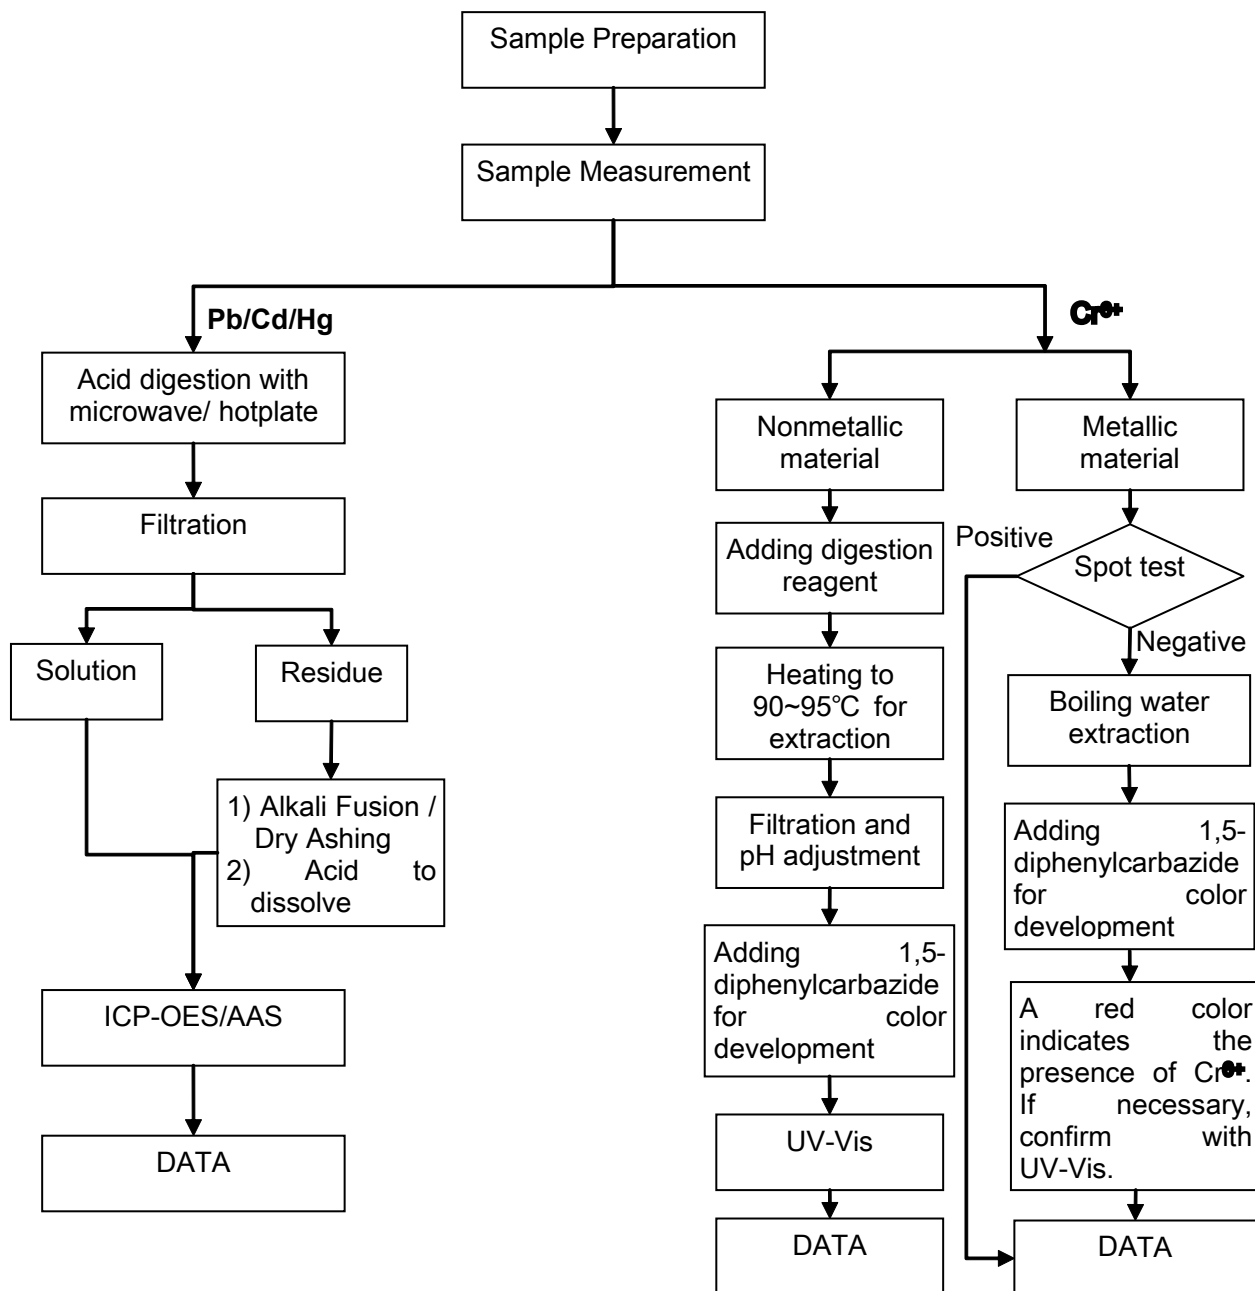 Sample Preparation
Sample Measurement
Pb/Cd/Hg
Acid digestion with
microwave/ hotplate
Filtration
Solution
Residue
1) Alkali Fusion /
Dry Ashing
2) Acid to
dissolve
ICP-OES/AAS
DATA
Cr⁶⁺
Nonmetallic
material
Adding digestion
reagent
Heating to
90~95℃ for
extraction
Filtration and
pH adjustment
Adding 1,5-
diphenylcarbazide
for color
development
UV-Vis
DATA
Metallic
material
Positive
Spot test
Negative
Boiling water
extraction
Adding 1,5-
diphenylcarbazide
for color
development
A red color
indicates the
presence of Cr⁶⁺.
If necessary,
confirm with
UV-Vis.
DATA